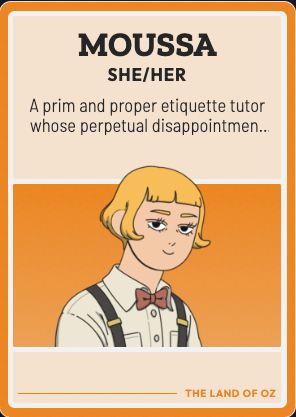 MOUSSA
SHE/HER
A prim and proper etiquette tutor
whose perpetual disappointmen...
THE LAND OF OZ